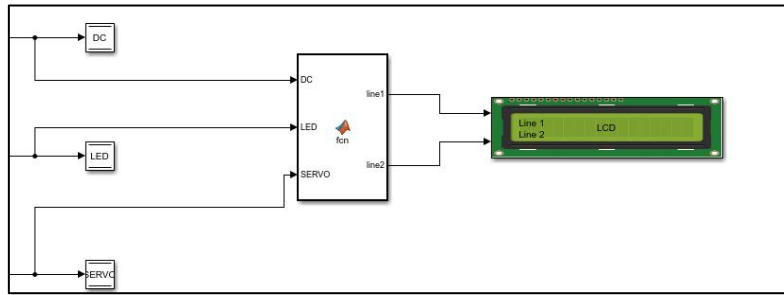 DC
DC
line1
LED
LED
fcn
SERVO
line2
Line 1
Line 2
LCD
SERVO